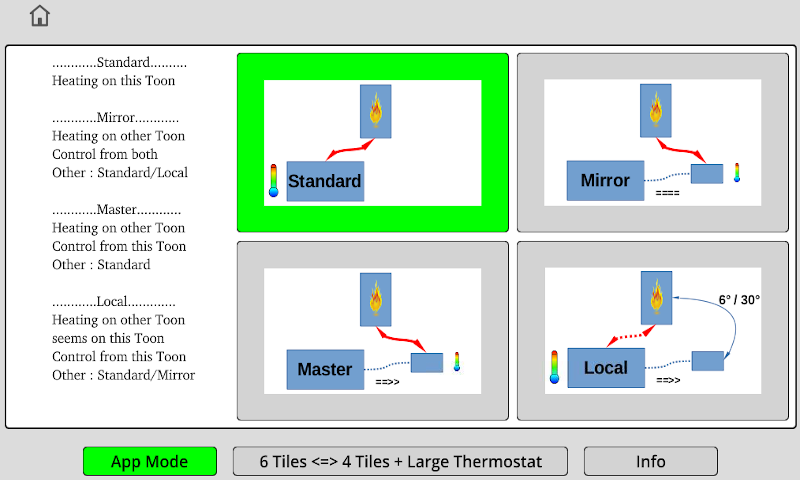 ............Standard..........
Heating on this Toon
............Mirror............
Heating on other Toon
Control from both
Other : Standard/Local
............Master............
Heating on other Toon
Control from this Toon
Other : Standard
............Local.............
Heating on other Toon
seems on this Toon
Control from this Toon
Other : Standard/Mirror
Standard
Mirror
====
Master
==>>
6° / 30°
Local
==>>
App Mode
6 Tiles <=> 4 Tiles + Large Thermostat
Info